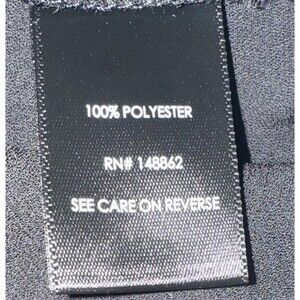 100% POLYESTER
RN# 148862
SEE CARE ON REVERSE